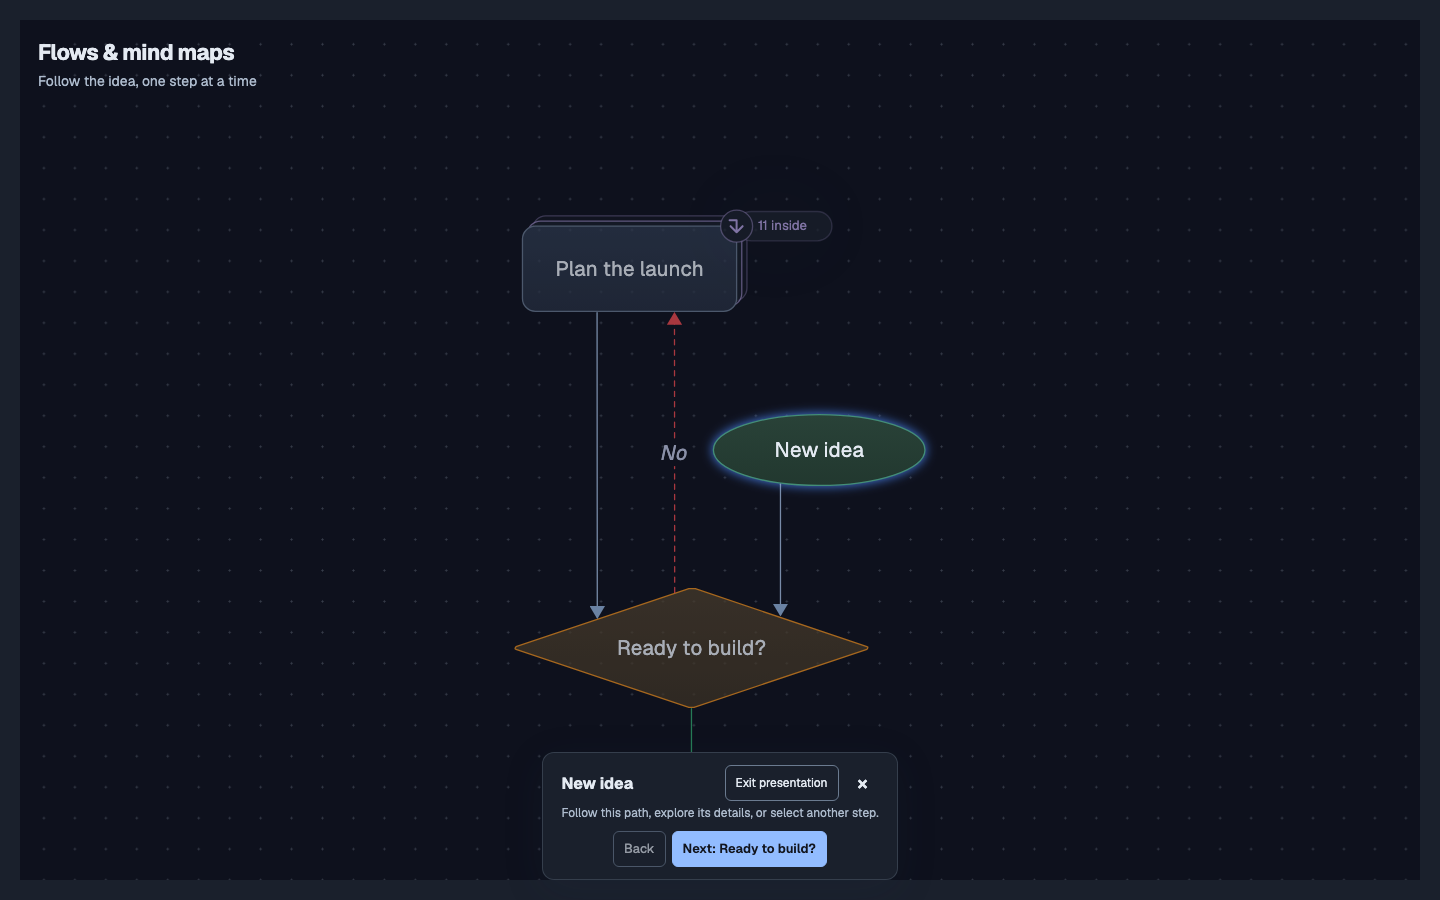 Flows & mind maps
Follow the idea, one step at a time
11 inside
Plan the launch
No
New idea
Ready to build?
New idea
Exit presentation
Follow this path, explore its details, or select another step.
Back
Next: Ready to build?